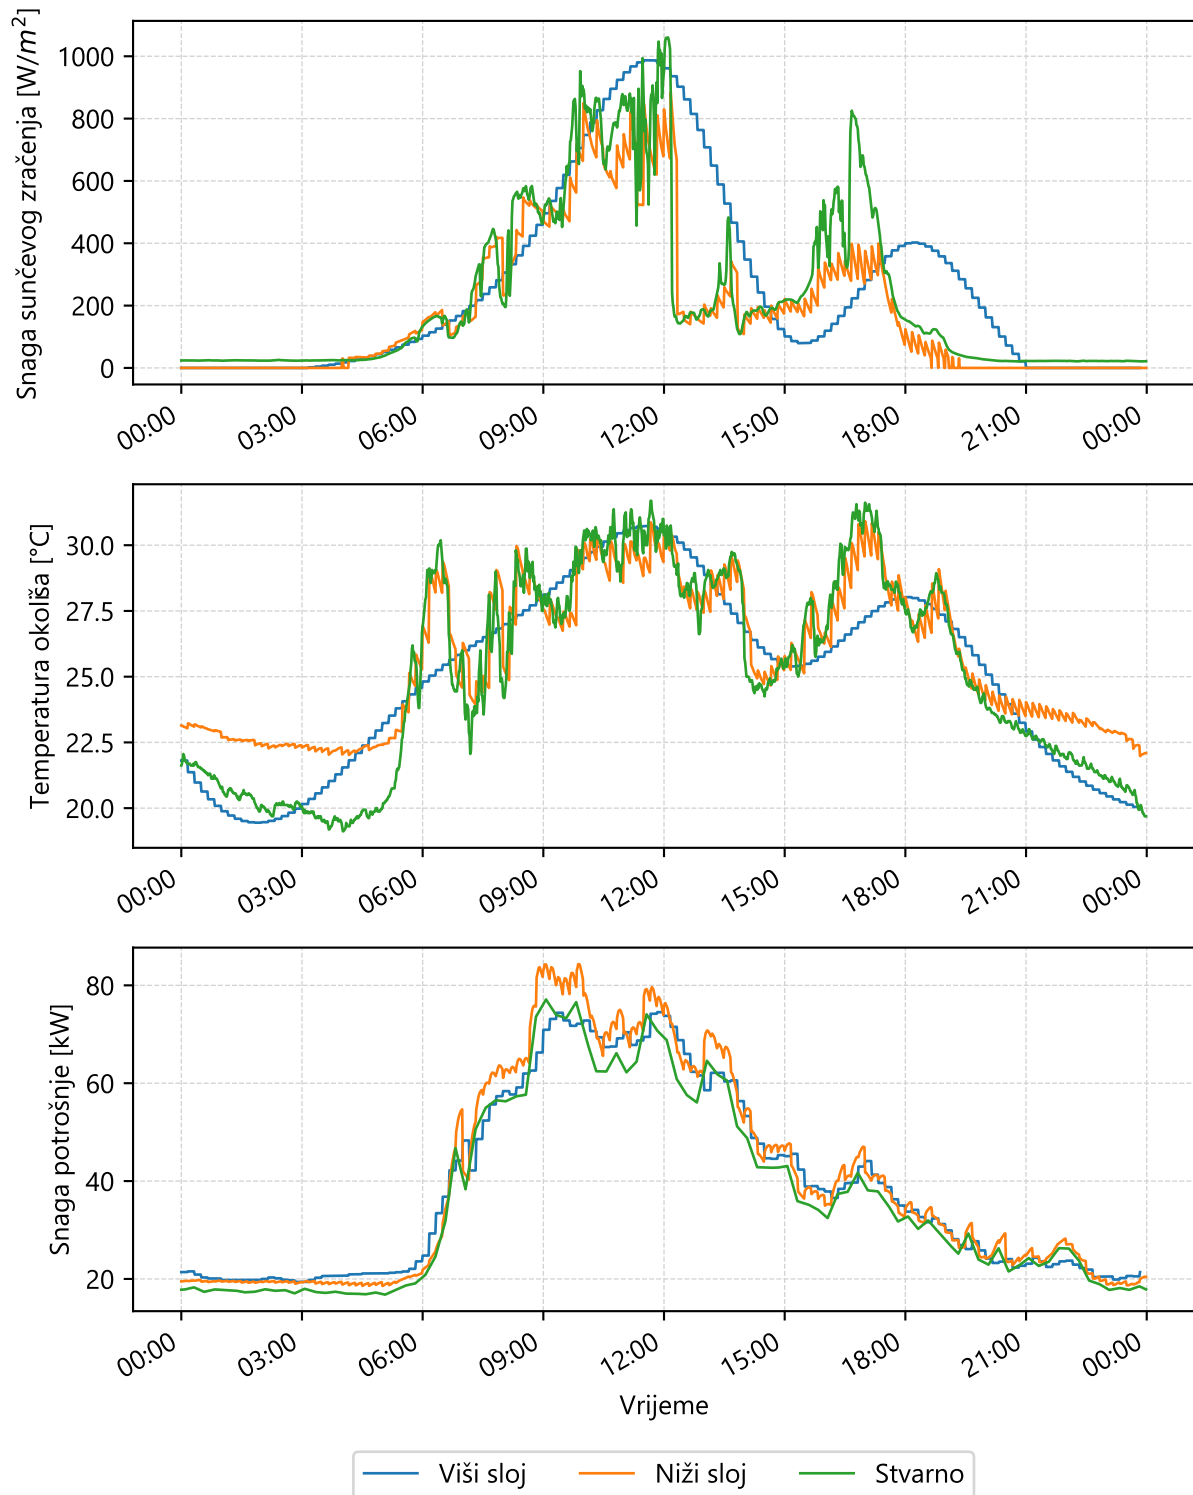 Snaga sunčevog zračenja [W/m²]
1000
800
600
400
200
0
00:00 03:00 06:00 09:00 12:00 15:00 18:00 21:00 00:00
Temperatura okolíša [°C]
30.0
27.5
25.0
22.5
20.0
00:00 03:00 06:00 09:00 12:00 15:00 18:00 21:00 00:00
Snaga potrošnje [kW]
80
60
40
20
00:00 03:00 06:00 09:00 12:00 15:00 18:00 21:00 00:00
Vrijeme
Viši sloj Niži sloj Stvarno